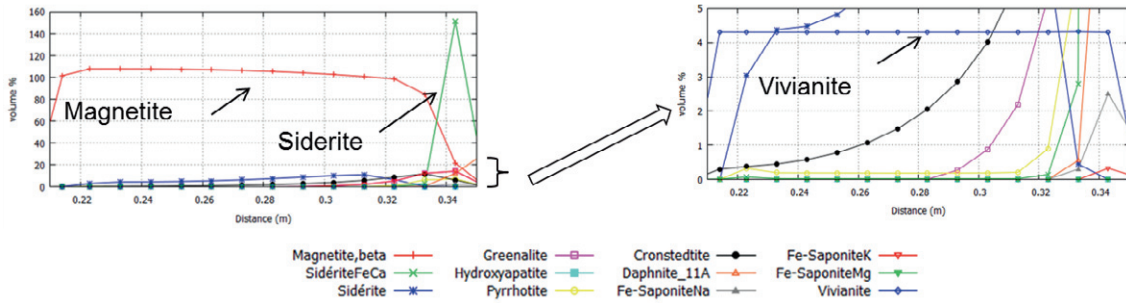 160
140
120
100
80
60
40
20
0
volume %
Magnetite
Siderite
0.22 0.24 0.26 0.28 0.3 0.32 0.34
Distance (m)
5
4
3
2
1
0
volume %
Vivianite
0.22 0.24 0.26 0.28 0.3 0.32 0.34
Distance (m)
Magnetite,beta Greenalite Cronstedtite Fe-SaponiteK
SidériteFeCa Hydroxyapatite Daphnite_11A Fe-SaponiteMg
Sidérite Pyrrhotite Fe-SaponiteNa Vivianite